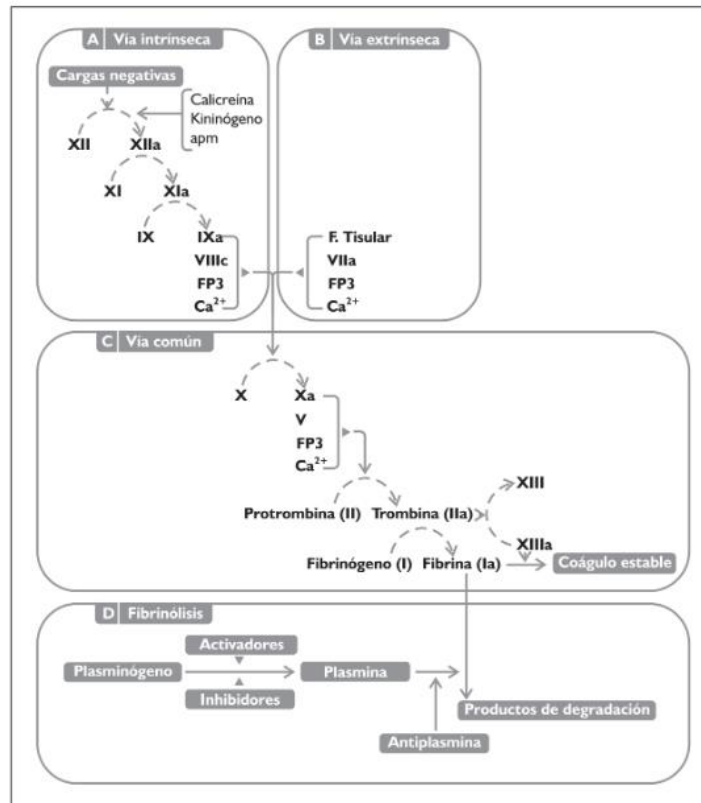 A Vía intrínseca
Cargas negativas
Calicreína
Kininógeno
apm
XII XIIa
XI XIa
IX IXa
VIIIc
FP3
Ca²⁺
B Vía extrínseca
F. Tisular
VIIa
FP3
Ca²⁺
C Vía común
X Xa
V
FP3
Ca²⁺
Protrombina (II) Trombina (IIa)
XIII
XIIIa
Fibrinógeno (I) Fibrina (Ia)
Coágulo estable
D Fibrinólisis
Activadores
Plasminógeno
Plasmina
Inhibidores
Productos de degradación
Antiplasmina